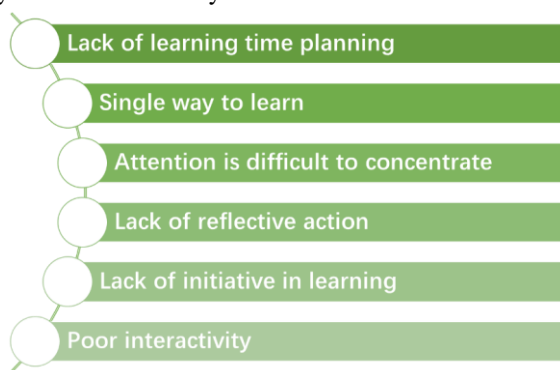 Lack of learning time planning
Single way to learn
Attention is difficult to concentrate
Lack of reflective action
Lack of initiative in learning
Poor interactivity